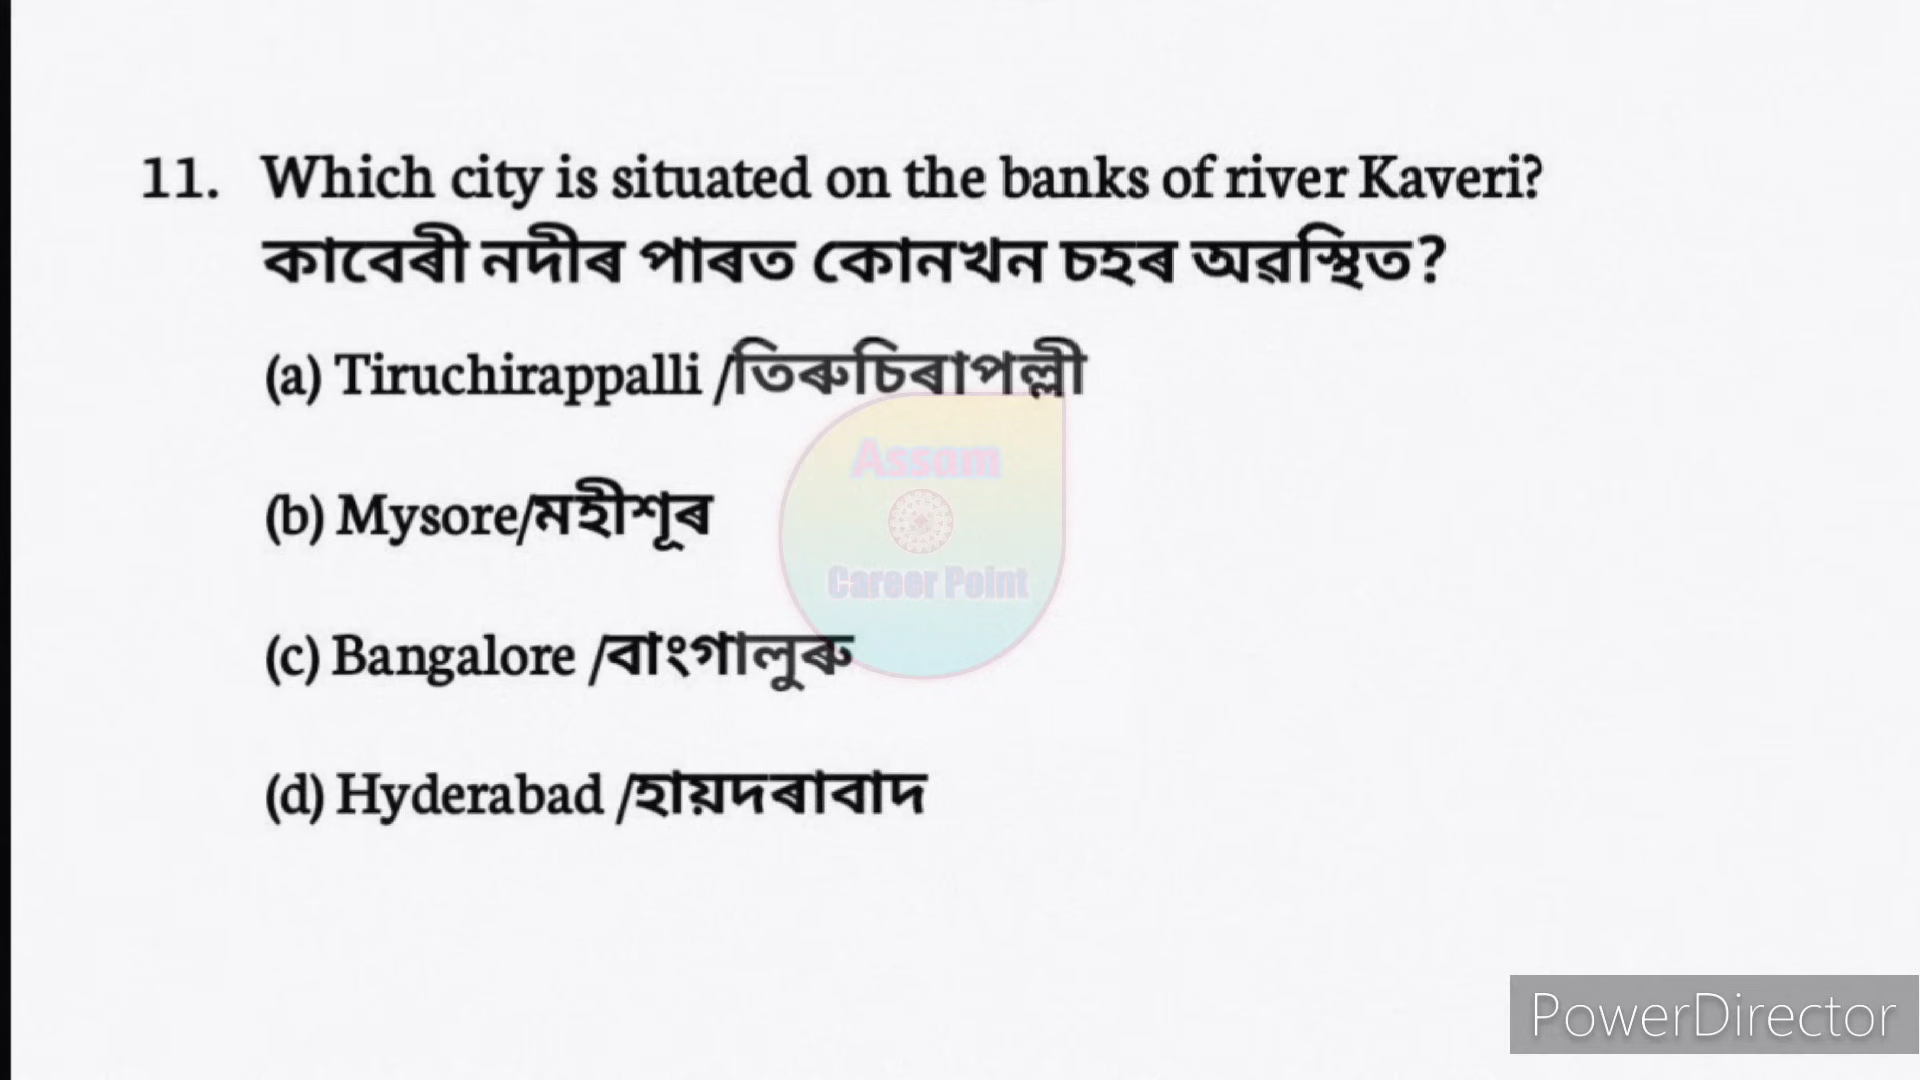 11. Which city is situated on the banks of river Kaveri?
কাবেৰী নদীৰ পাৰত কোনখন চহৰ অৱস্থিত?
(a) Tiruchirappalli /তিৰুচিৰাপল্লী
Assam
(b) Mysore/মহীশূৰ
Career Point
(c) Bangalore /বাংগালুৰু
(d) Hyderabad /হায়দৰাবাদ
PowerDirector